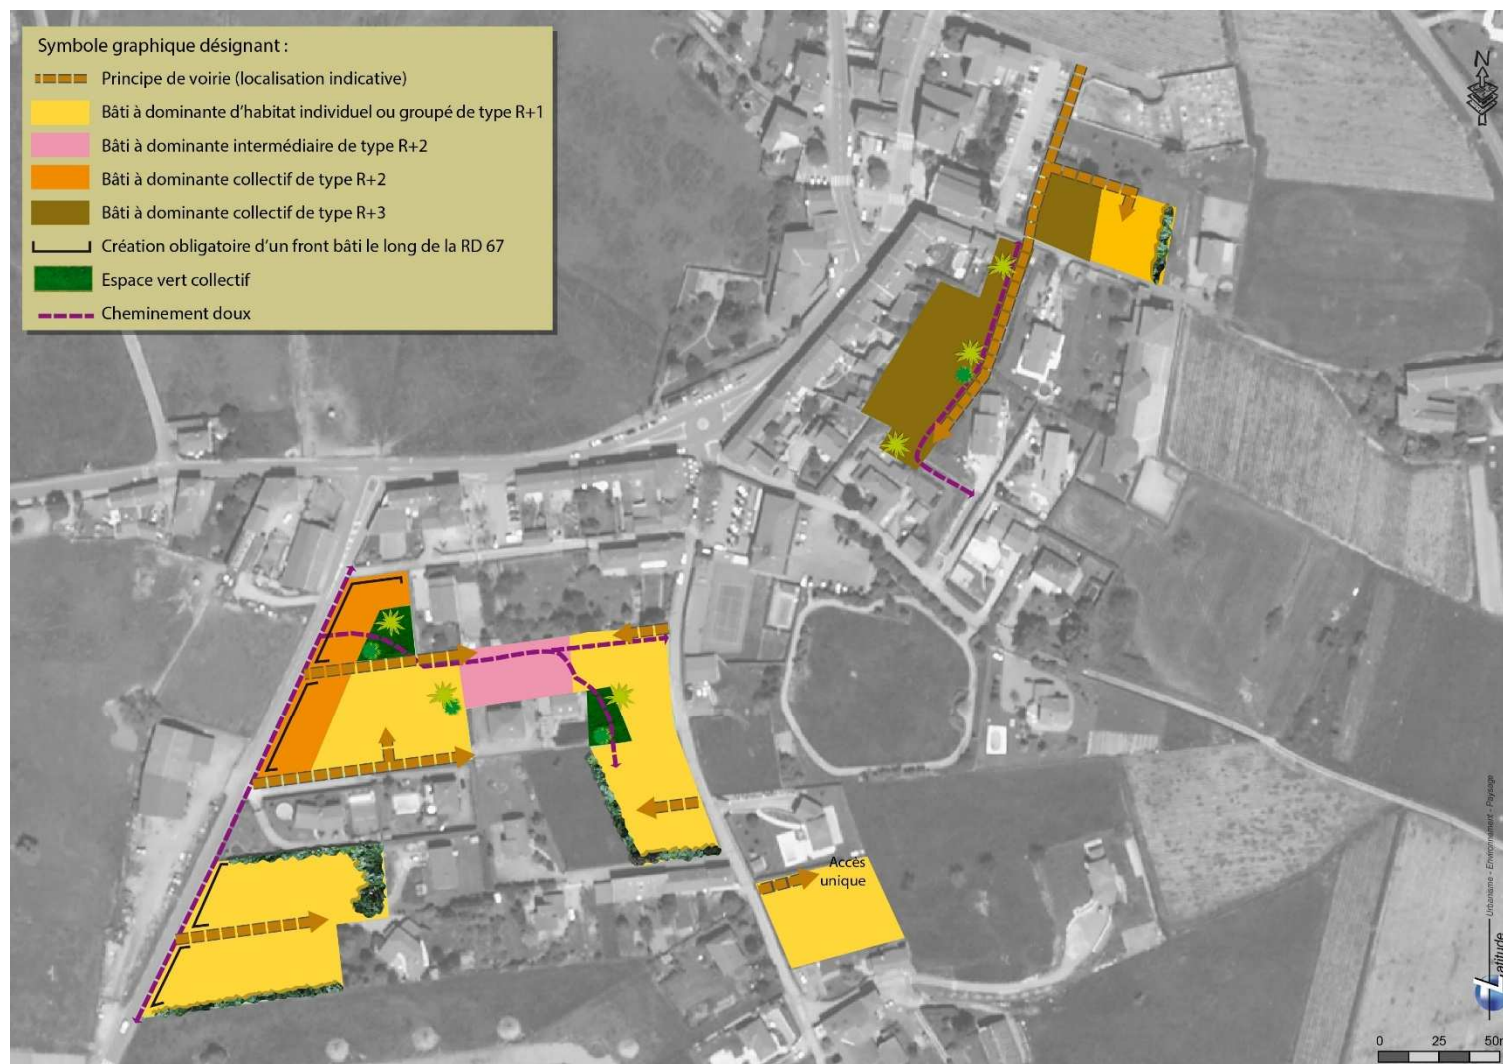 Symbole graphique désignant :
Principe de voirie (localisation indicative)
Bâti à dominante d'habitat individuel ou groupé de type R+1
Bâti à dominante intermédiaire de type R+2
Bâti à dominante collectif de type R+2
Bâti à dominante collectif de type R+3
Création obligatoire d'un front bâti le long de la RD 67
Espace vert collectif
Cheminement doux
N
Accès
unique
Urbanisme - Environnement - Paysage
Latitude
0 25 50m